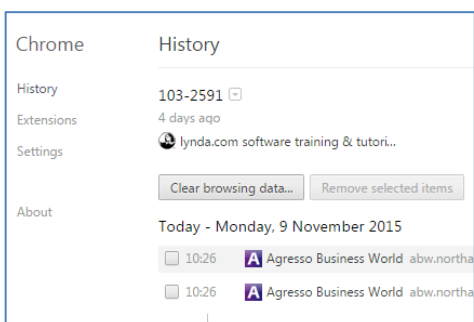 Chrome
History
History
Extensions
Settings
About
103-2591
4 days ago
lynda.com software training & tutori...
Clear browsing data... Remove selected items
Today - Monday, 9 November 2015
10:26 A Agresso Business World abw.northa
10:26 A Agresso Business World abw.northa